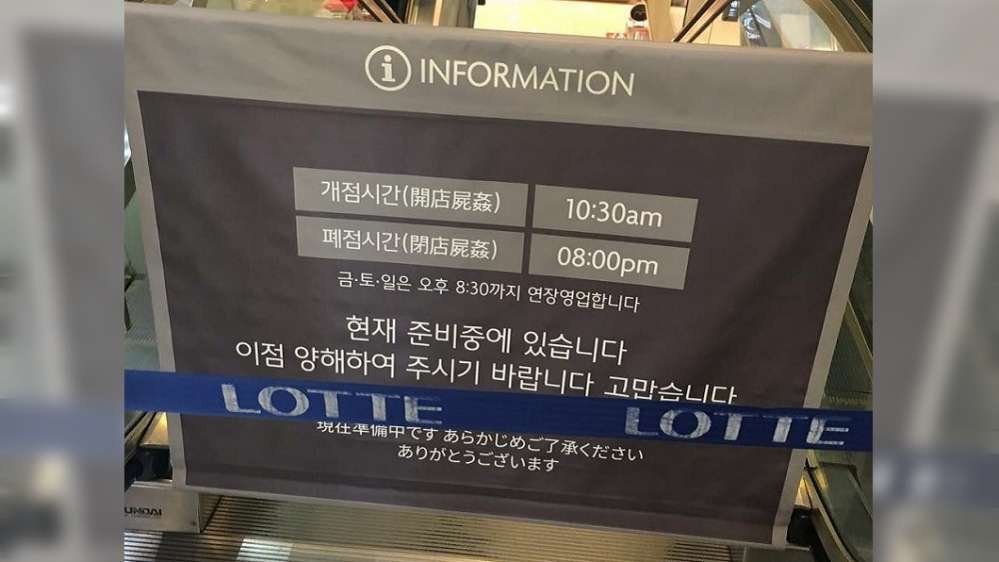 INFORMATION
개점시간(開店屍姦) 10:30am
폐점시간(閉店屍姦) 08:00pm
금·토·일은 오후 8:30까지 연장영업합니다
현재 준비중에 있습니다
이점 양해하여 주시기 바랍니다 고맙습니다
LOTTE LOTTE
現在準備中です あらかじめご了承ください
ありがとうございます